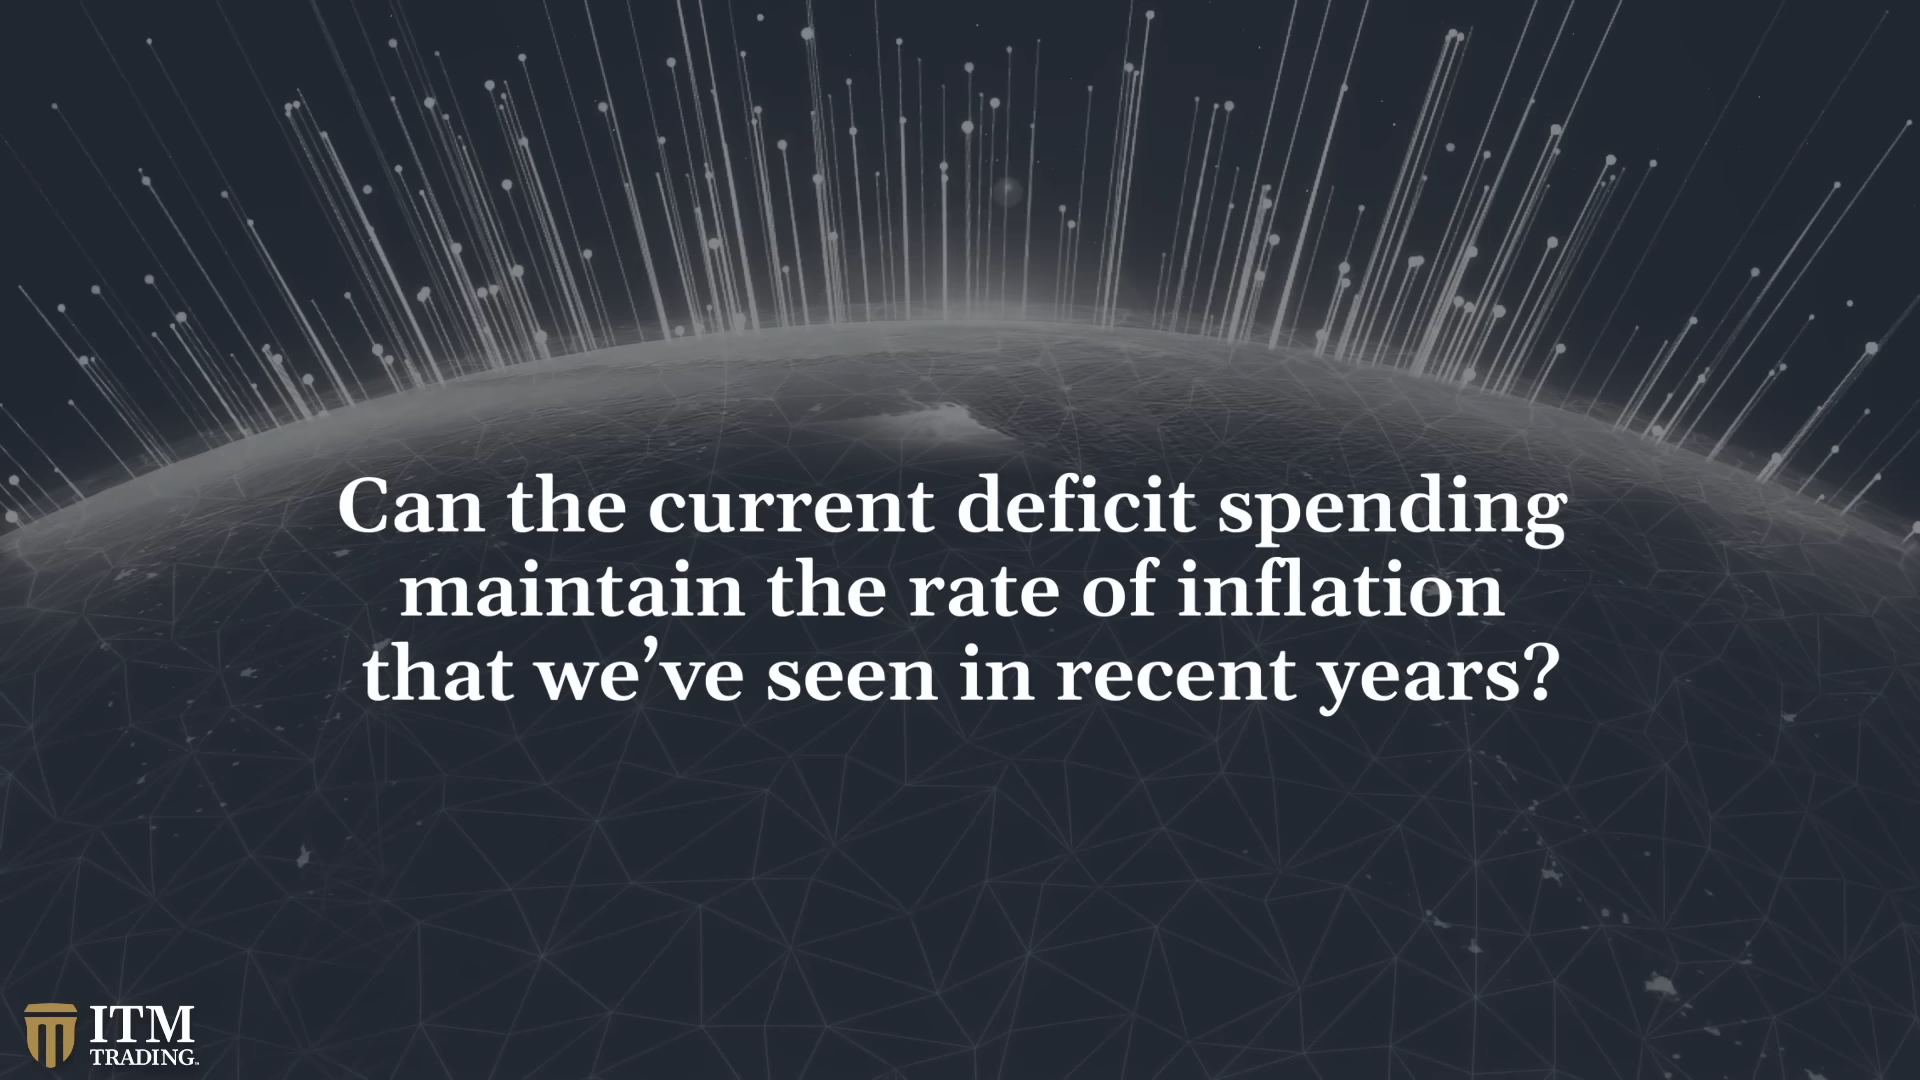 Can the current deficit spending
maintain the rate of inflation
that we’ve seen in recent years?
ITM
TRADING